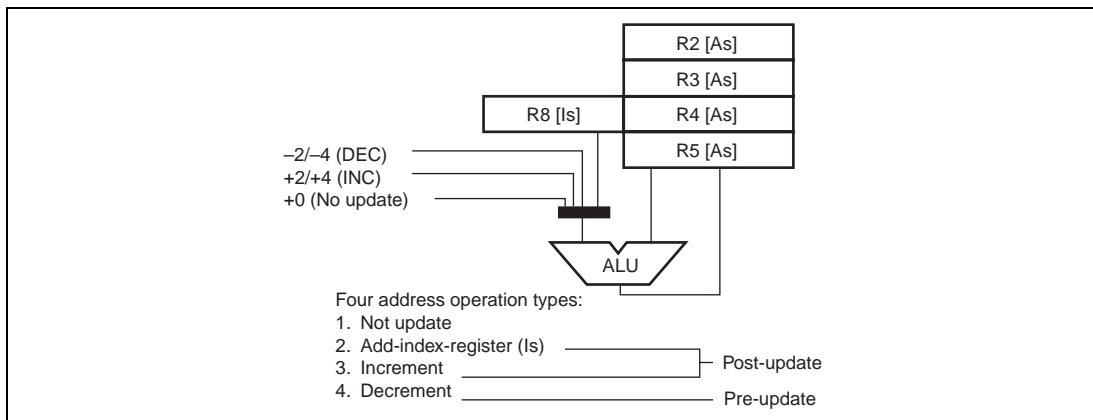 R2 [As]
R3 [As]
R8 [Is] R4 [As]
R5 [As]
–2/–4 (DEC)
+2/+4 (INC)
+0 (No update)
ALU
Four address operation types:
1. Not update
2. Add-index-register (Is)
3. Increment
Post-update
4. Decrement
Pre-update